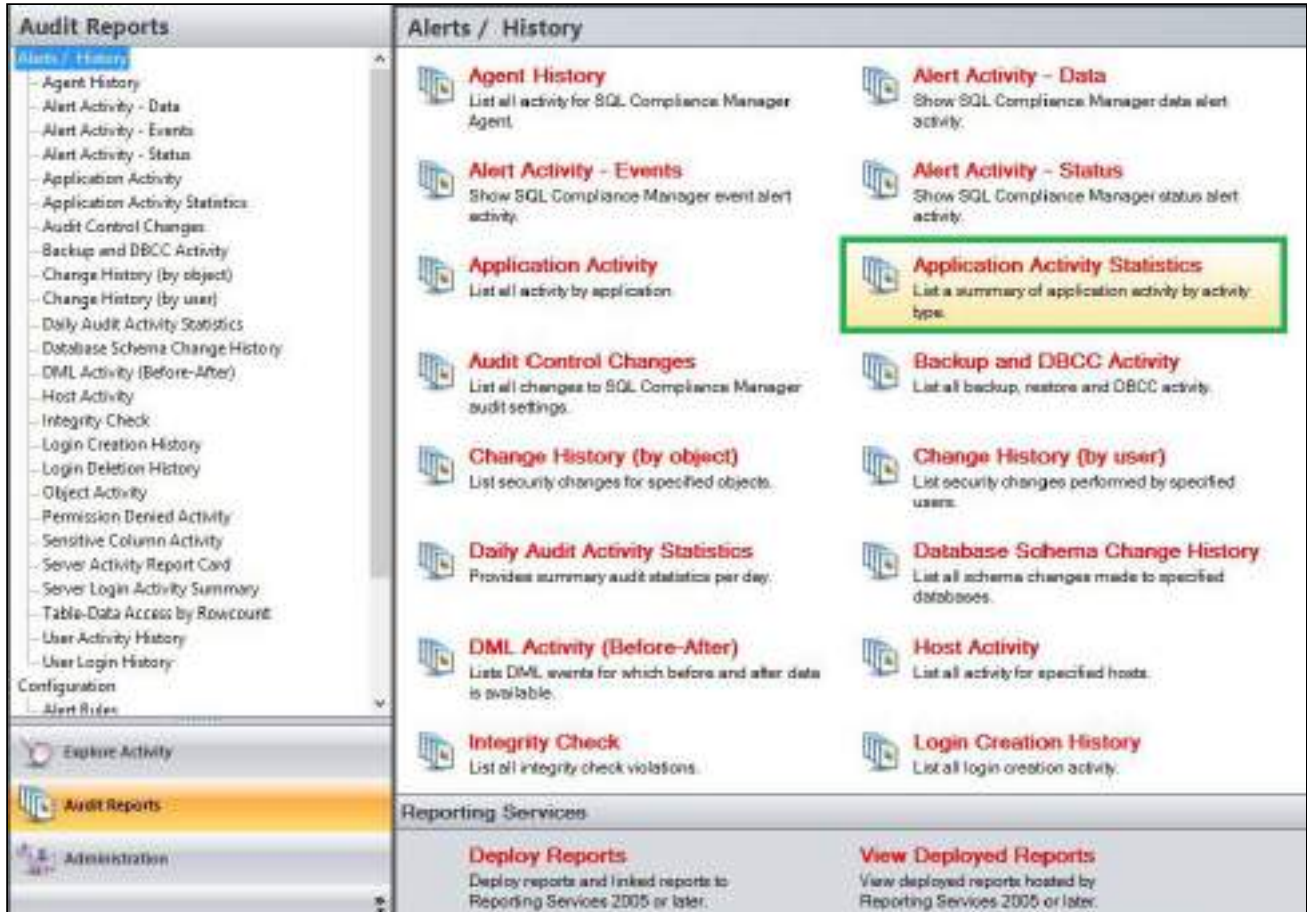 Audit Reports
Alerts / History
Agent History
Alert Activity - Data
Alert Activity - Events
Alert Activity - Status
Application Activity
Application Activity Statistics
Audit Control Changes
Backup and DBCC Activity
Change History (by object)
Change History (by user)
Daily Audit Activity Statistics
Database Schema Change History
DML Activity (Before-After)
Host Activity
Integrity Check
Login Creation History
Login Deletion History
Object Activity
Permission Denied Activity
Sensitive Column Activity
Server Activity Report Card
Server Login Activity Summary
Table-Data Access by Rowcount
User Activity History
User Login History
Configuration
Alert Rules
Explore Activity
Audit Reports
Administration
Alerts / History
Agent History
List all activity for SQL Compliance Manager
Agent.
Alert Activity - Data
Show SQL Compliance Manager data alert
activity.
Alert Activity - Events
Show SQL Compliance Manager event alert
activity.
Alert Activity - Status
Show SQL Compliance Manager status alert
activity.
Application Activity
List all activity by application.
Application Activity Statistics
List a summary of application activity by activity
type.
Audit Control Changes
List all changes to SQL Compliance Manager
audit settings.
Backup and DBCC Activity
List all backup, restore and DBCC activity.
Change History (by object)
List security changes for specified objects.
Change History (by user)
List security changes performed by specified
users.
Daily Audit Activity Statistics
Provides summary audit statistics per day.
Database Schema Change History
List all schema changes made to specified
databases.
DML Activity (Before-After)
Lists DML events for which before and after data
is available.
Host Activity
List all activity for specified hosts.
Integrity Check
List all integrity check violations.
Login Creation History
List all login creation activity.
Reporting Services
Deploy Reports
Deploy reports and linked reports to
Reporting Services 2005 or later.
View Deployed Reports
View deployed reports hosted by
Reporting Services 2005 or later.